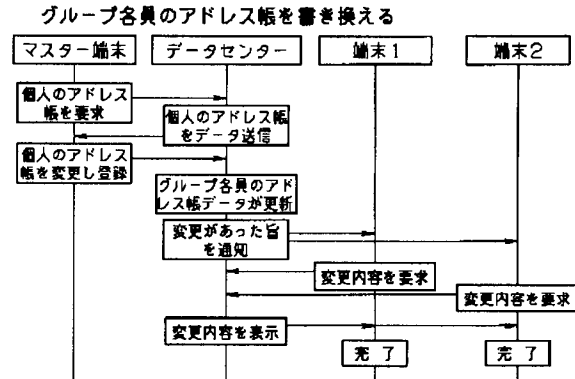 グループ各員のアドレス帳を書き換える
マスター端末
データセンター
端末1
端末2
個人のアドレス
帳を要求
個人のアドレス帳
をデータ送信
個人のアドレス
帳を変更し登録
グループ各員のアド
レス帳データが更新
変更があった旨
を通知
変更内容を要求
変更内容を要求
変更内容を表示
完了
完了